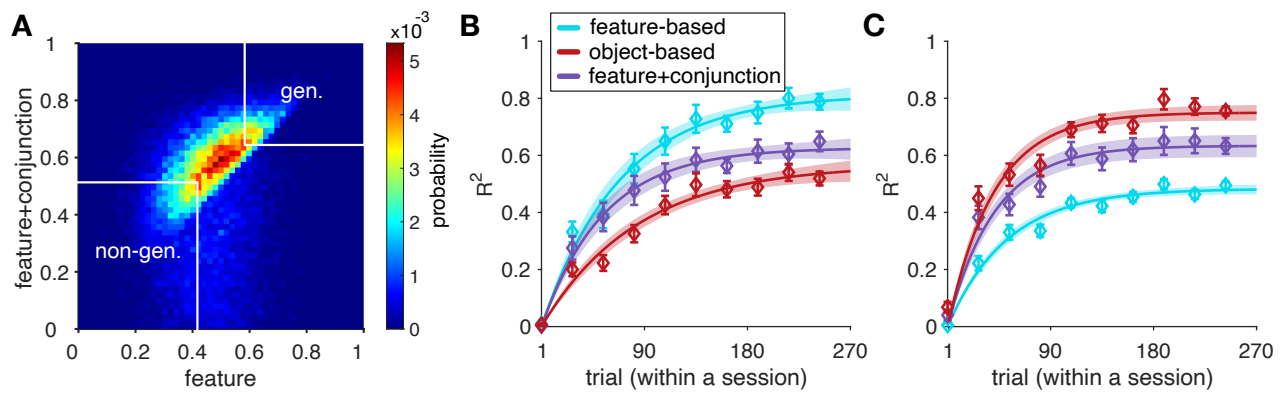 A
x10^-3
gen.
non-gen.
feature+conjunction
1
0.8
0.6
0.4
0.2
0
0
0.2
0.4
0.6
0.8
1
feature
5
4
3
2
1
0
probability
B
feature-based
object-based
feature+conjunction
R^2
1
0.8
0.6
0.4
0.2
0
1
90
180
270
trial (within a session)
C
R^2
1
0.8
0.6
0.4
0.2
0
1
90
180
270
trial (within a session)